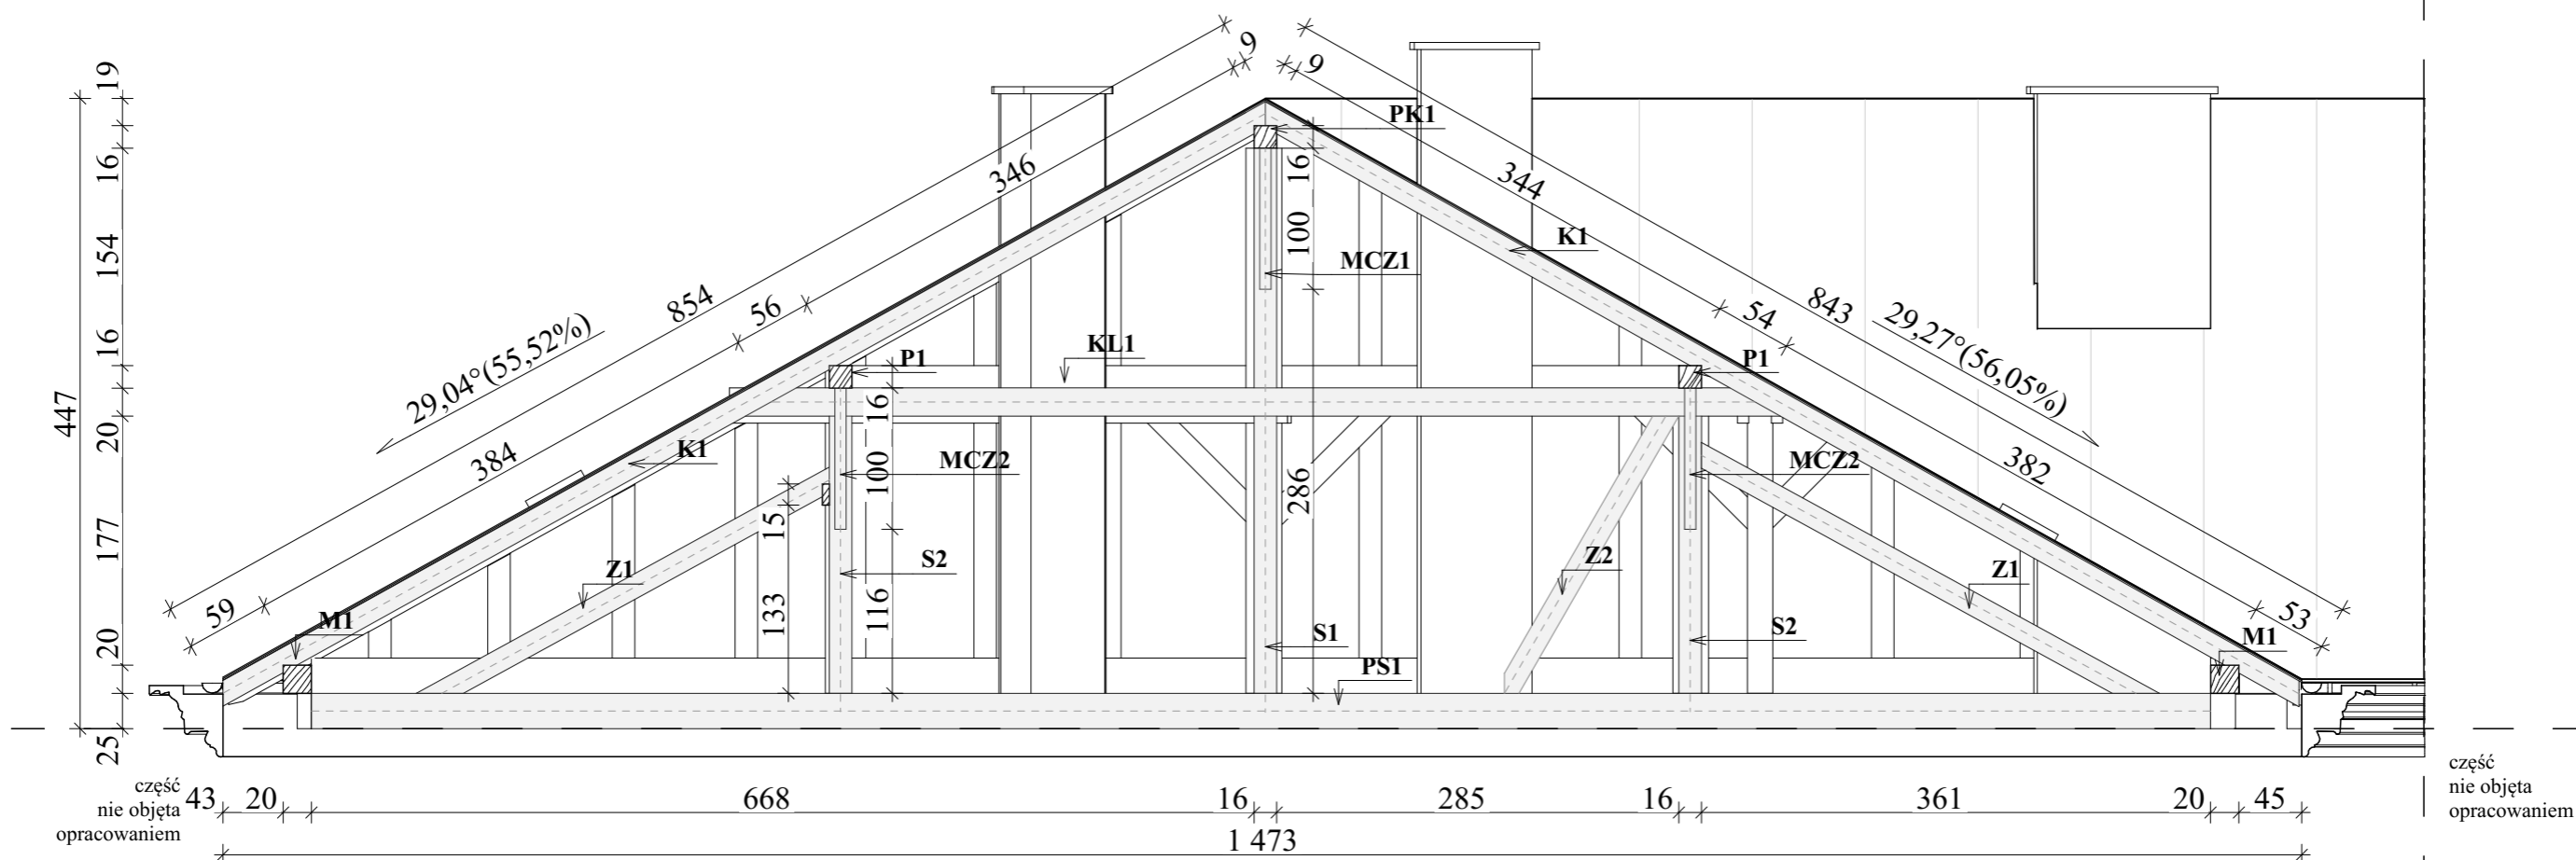 447
19
16
154
16
20
177
20
25
29,04°(55,52%)
854
9
346
56
384
59
9
344
54
382
53
843
29,27°(56,05%)
PK1
16
100
MCZ1
286
K1
KL1
P1
P1
16
100
116
MCZ2
MCZ2
K1
15
133
Z1
S2
Z2
Z1
M1
S1
S2
M1
PS1
część
nie objęta
opracowaniem
część
nie objęta
opracowaniem
43 20 668 16 285 16 361 20 45
1 473